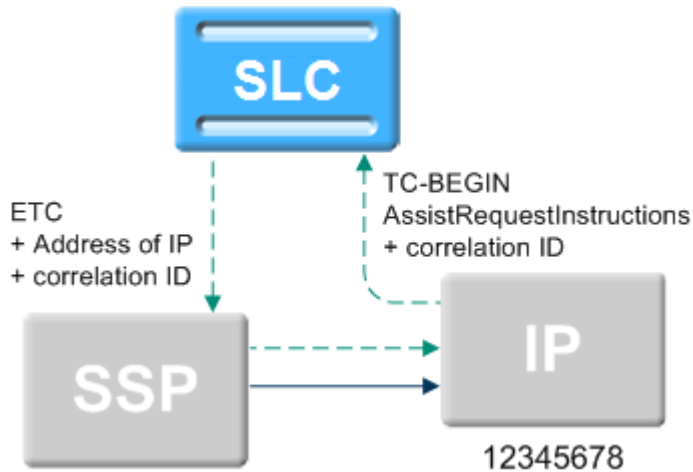 SLC
ETC
+ Address of IP
+ correlation ID
TC-BEGIN
AssistRequestInstructions
+ correlation ID
SSP
IP
12345678